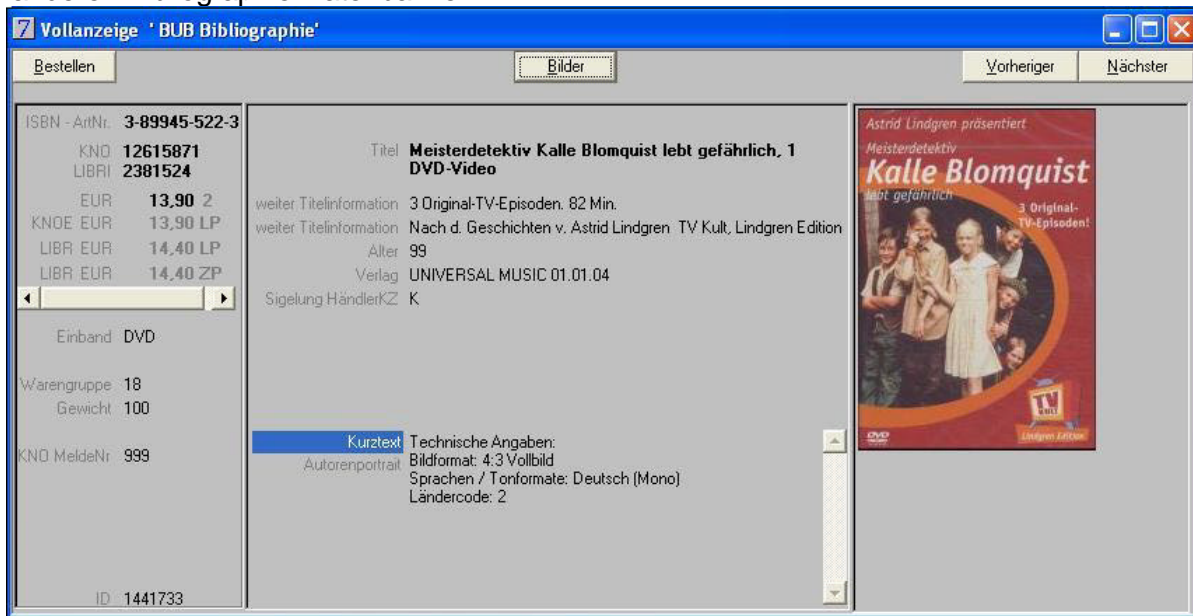 7 Vollanzeige ' BUB Bibliographie'
Bestellen
Bilder
Vorheriger
Nächster
ISBN - ArtNr. 3-89945-522-3
KNO 12615871
LIBRI 2381524
EUR 13,90 2
KNOE EUR 13,90 LP
LIBR EUR 14,40 LP
LIBR EUR 14,40 ZP
Einband DVD
Warengruppe 18
Gewicht 100
KNO MeldeNr 999
ID 1441733
Titel Meisterdetektiv Kalle Blomquist lebt gefährlich, 1
DVD-Video
weiter Titelinformation 3 Original-TV-Episoden. 82 Min.
weiter Titelinformation Nach d. Geschichten v. Astrid Lindgren TV Kult, Lindgren Edition
Alter 99
Verlag UNIVERSAL MUSIC 01.01.04
Sigelung HändlerKZ K
Kurztext Technische Angaben:
Autorenportrait Bildformat: 4:3 Vollbild
Sprachen / Tonformate: Deutsch (Mono)
Ländercode: 2
Astrid Lindgren präsentiert
Meisterdetektiv
Kalle Blomquist
lebt gefährlich
3 Original-
TV-Episoden!
TV
KULT
Lindgren Edition
DVD